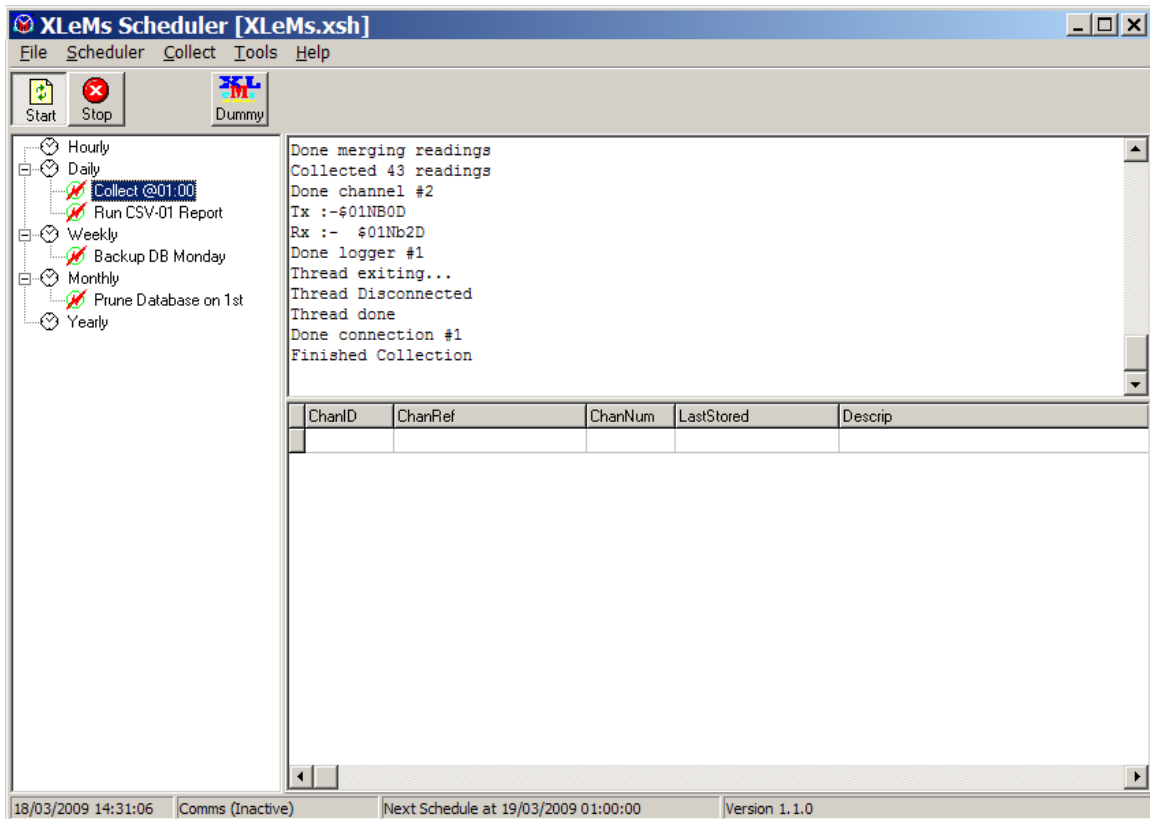 XLeMs Scheduler [XLeMs.xsh]
File Scheduler Collect Tools Help
Start Stop Dummy
Hourly
Daily
Collect @01:00
Run CSV-01 Report
Weekly
Backup DB Monday
Monthly
Prune Database on 1st
Yearly
Done merging readings
Collected 43 readings
Done channel #2
Tx :-$01NB0D
Rx :-  $01Nb2D
Done logger #1
Thread exiting...
Thread Disconnected
Thread done
Done connection #1
Finished Collection
ChanID ChanRef ChanNum LastStored Descrip
18/03/2009 14:31:06 Comms (Inactive) Next Schedule at 19/03/2009 01:00:00 Version 1.1.0